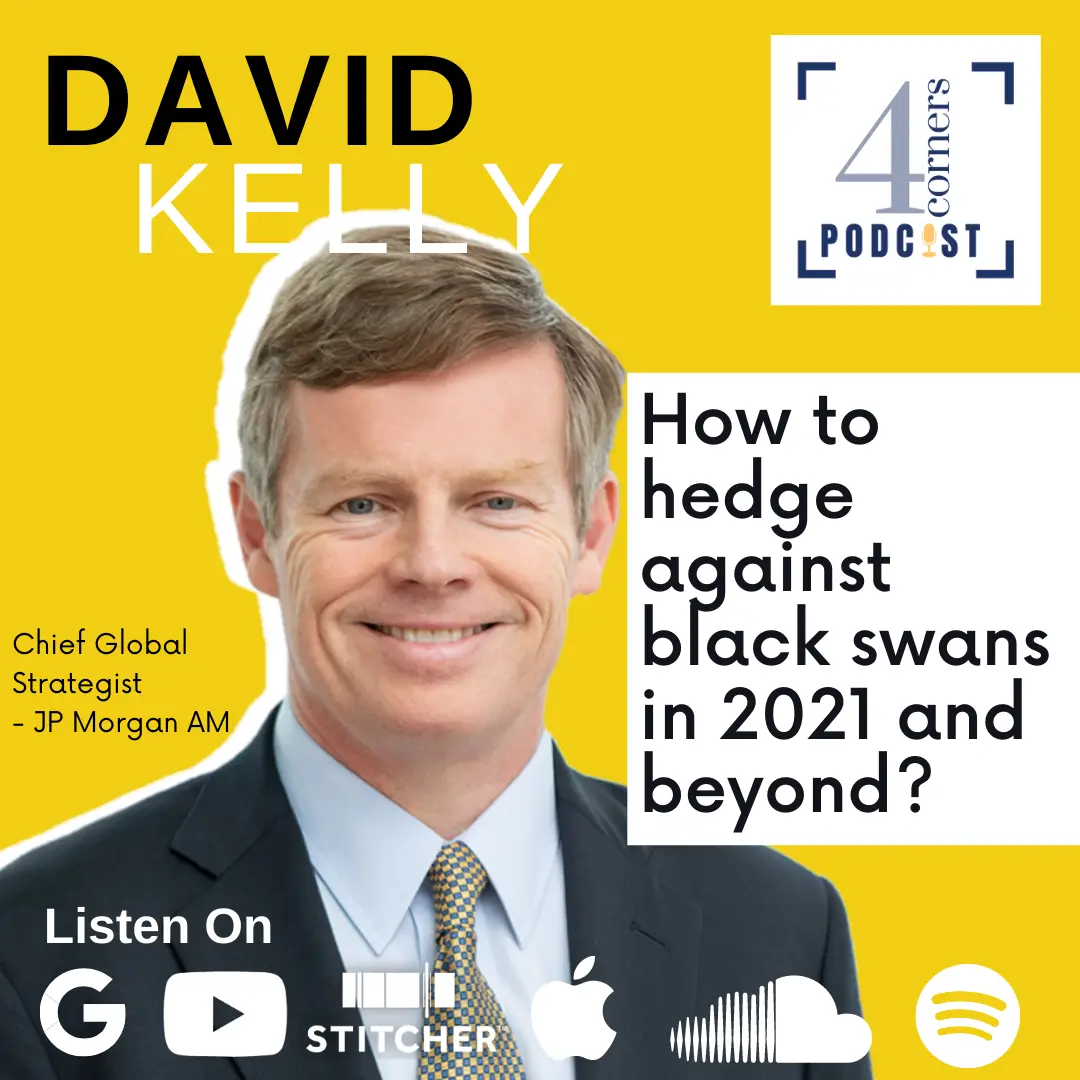 DAVID
KELLY
4
corners
PODCAST
How to
hedge
against
black swans
in 2021 and
beyond?
Chief Global
Strategist
- JP Morgan AM
Listen On
G
STITCHER